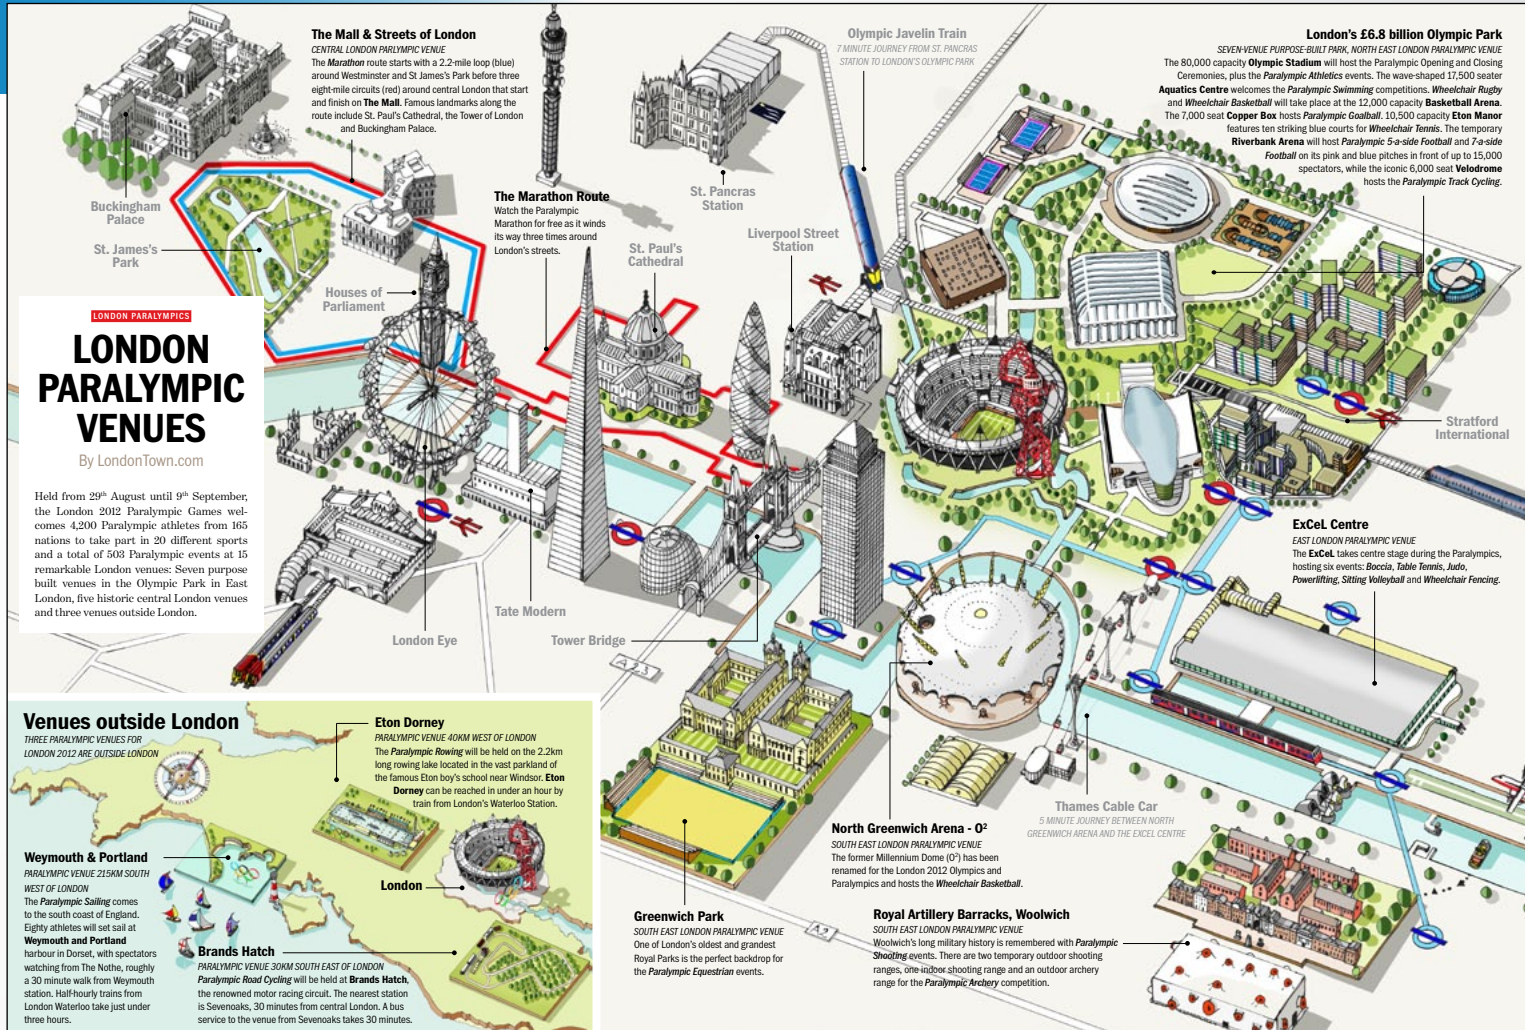 The Mall & Streets of London
CENTRAL LONDON PARLYMPIC VENUE
The Marathon route starts with a 2.2-mile loop (blue)
around Westminster and St James's Park before three
eight-mile circuits (red) around central London that start
and finish on The Mall. Famous landmarks along the
route include St. Paul's Cathedral, the Tower of London
and Buckingham Palace.
Olympic Javelin Train
7 MINUTE JOURNEY FROM ST. PANCRAS
STATION TO LONDON'S OLYMPIC PARK
London's £6.8 billion Olympic Park
SEVEN-VENUE PURPOSE-BUILT PARK, NORTH EAST LONDON PARALYMPIC VENUE
The 80,000 capacity Olympic Stadium will host the Paralympic Opening and Closing
Ceremonies, plus the Paralympic Athletics events. The wave-shaped 17,500 seater
Aquatics Centre welcomes the Paralympic Swimming competitions. Wheelchair Rugby
and Wheelchair Basketball will take place at the 12,000 capacity Basketball Arena.
The 7,000 seat Copper Box hosts Paralympic Goalball. 10,500 capacity Eton Manor
features ten striking blue courts for Wheelchair Tennis. The temporary
Riverbank Arena will host Paralympic 5-a-side Football and 7-a-side
Football on its pink and blue pitches in front of up to 15,000
spectators, while the iconic 6,000 seat Velodrome
hosts the Paralympic Track Cycling.
Buckingham
Palace
St. James's
Park
The Marathon Route
Watch the Paralympic
Marathon for free as it winds
its way three times around
London's streets.
St. Pancras
Station
St. Paul's
Cathedral
Liverpool Street
Station
Houses of
Parliament
LONDON PARALYMPICS
LONDON
PARALYMPIC
VENUES
By LondonTown.com
Held from 29th August until 9th September,
the London 2012 Paralympic Games wel-
comes 4,200 Paralympic athletes from 165
nations to take part in 20 different sports
and a total of 503 Paralympic events at 15
remarkable London venues: Seven purpose
built venues in the Olympic Park in East
London, five historic central London venues
and three venues outside London.
Stratford
International
ExCeL Centre
EAST LONDON PARALYMPIC VENUE
The ExCeL takes centre stage during the Paralympics,
hosting six events: Boccia, Table Tennis, Judo,
Powerlifting, Sitting Volleyball and Wheelchair Fencing.
Tate Modern
London Eye
Tower Bridge
A23
Venues outside London
THREE PARALYMPIC VENUES FOR
LONDON 2012 ARE OUTSIDE LONDON
Eton Dorney
PARALYMPIC VENUE 40KM WEST OF LONDON
The Paralympic Rowing will be held on the 2.2km
long rowing lake located in the vast parkland of
the famous Eton boy's school near Windsor. Eton
Dorney can be reached in under an hour by
train from London's Waterloo Station.
Weymouth & Portland
PARALYMPIC VENUE 215KM SOUTH
WEST OF LONDON
The Paralympic Sailing comes
to the south coast of England.
Eighty athletes will set sail at
Weymouth and Portland
harbour in Dorset, with spectators
watching from The Nothe, roughly
a 30 minute walk from Weymouth
station. Half-hourly trains from
London Waterloo take just under
three hours.
London
Brands Hatch
PARALYMPIC VENUE 30KM SOUTH EAST OF LONDON
Paralympic Road Cycling will be held at Brands Hatch,
the renowned motor racing circuit. The nearest station
is Sevenoaks, 30 minutes from central London. A bus
service to the venue from Sevenoaks takes 30 minutes.
Greenwich Park
SOUTH EAST LONDON PARALYMPIC VENUE
One of London's oldest and grandest
Royal Parks is the perfect backdrop for
the Paralympic Equestrian events.
North Greenwich Arena - O²
SOUTH EAST LONDON PARALYMPIC VENUE
The former Millennium Dome (O²) has been
renamed for the London 2012 Olympics and
Paralympics and hosts the Wheelchair Basketball.
Thames Cable Car
5 MINUTE JOURNEY BETWEEN NORTH
GREENWICH ARENA AND THE EXCEL CENTRE
A2
Royal Artillery Barracks, Woolwich
SOUTH EAST LONDON PARALYMPIC VENUE
Woolwich's long military history is remembered with Paralympic
Shooting events. There are two temporary outdoor shooting
ranges, one indoor shooting range and an outdoor archery
range for the Paralympic Archery competition.